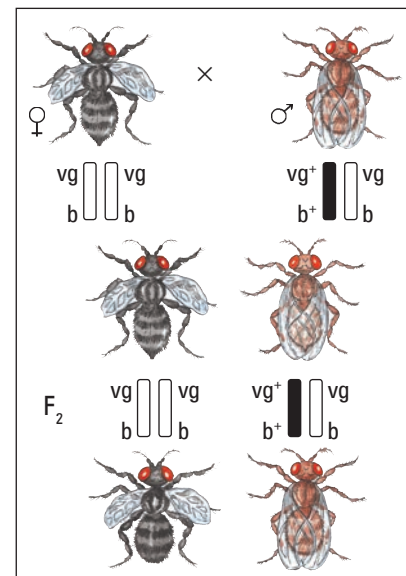 ♀ × ♂
vg vg vg⁺ vg
b b b⁺ b
F₂ vg vg vg⁺ vg
b b b⁺ b